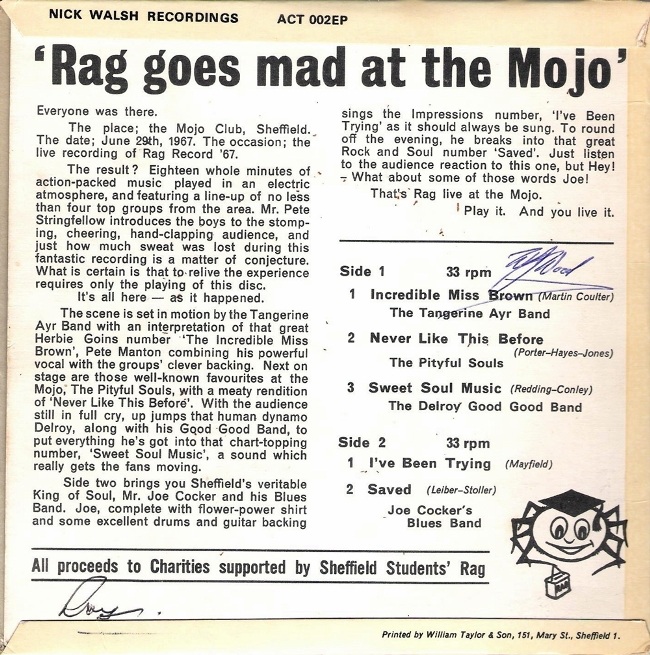 NICK WALSH RECORDINGS ACT 002EP
'Rag goes mad at the Mojo'
Everyone was there.
The place; the Mojo Club, Sheffield.
The date; June 29th, 1967. The occasion; the
live recording of Rag Record '67.
The result? Eighteen whole minutes of
action-packed music played in an electric
atmosphere, and featuring a line-up of no less
than four top groups from the area. Mr. Pete
Stringfellow introduces the boys to the stomp-
ing, cheering, hand-clapping audience, and
just how much sweat was lost during this
fantastic recording is a matter of conjecture.
What is certain is that to relive the experience
requires only the playing of this disc.
It's all here — as it happened.
The scene is set in motion by the Tangerine
Ayr Band with an interpretation of that great
Herbie Goins number 'The Incredible Miss
Brown', Pete Manton combining his powerful
vocal with the groups' clever backing. Next on
stage are those well-known favourites at the
Mojo, The Pityful Souls, with a meaty rendition
of 'Never Like This Before'. With the audience
still in full cry, up jumps that human dynamo
Delroy, along with his Good Good Band, to
put everything he's got into that chart-topping
number, 'Sweet Soul Music', a sound which
really gets the fans moving.
Side two brings you Sheffield's veritable
King of Soul, Mr. Joe Cocker and his Blues
Band. Joe, complete with flower-power shirt
and some excellent drums and guitar backing
sings the Impressions number, 'I've Been
Trying' as it should always be sung. To round
off the evening, he breaks into that great
Rock and Soul number 'Saved'. Just listen
to the audience reaction to this one, but Hey!
What about some of those words Joe!
That's Rag live at the Mojo.
Play it. And you live it.
Side 1 33 rpm
1 Incredible Miss Brown (Martin Coulter)
The Tangerine Ayr Band
2 Never Like This Before
(Porter–Hayes–Jones)
The Pityful Souls
3 Sweet Soul Music (Redding–Conley)
The Delroy Good Good Band
Side 2 33 rpm
1 I've Been Trying (Mayfield)
2 Saved (Leiber–Stoller)
Joe Cocker's
Blues Band
RAG
All proceeds to Charities supported by Sheffield Students' Rag
Printed by William Taylor & Son, 151, Mary St., Sheffield 1.